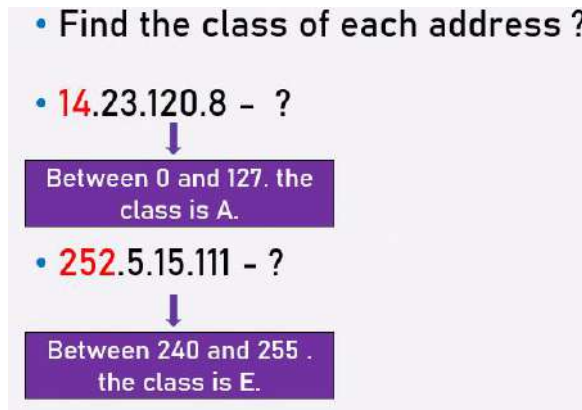 • Find the class of each address ?
• 14.23.120.8 – ?
Between 0 and 127. the
class is A.
• 252.5.15.111 – ?
Between 240 and 255 .
the class is E.